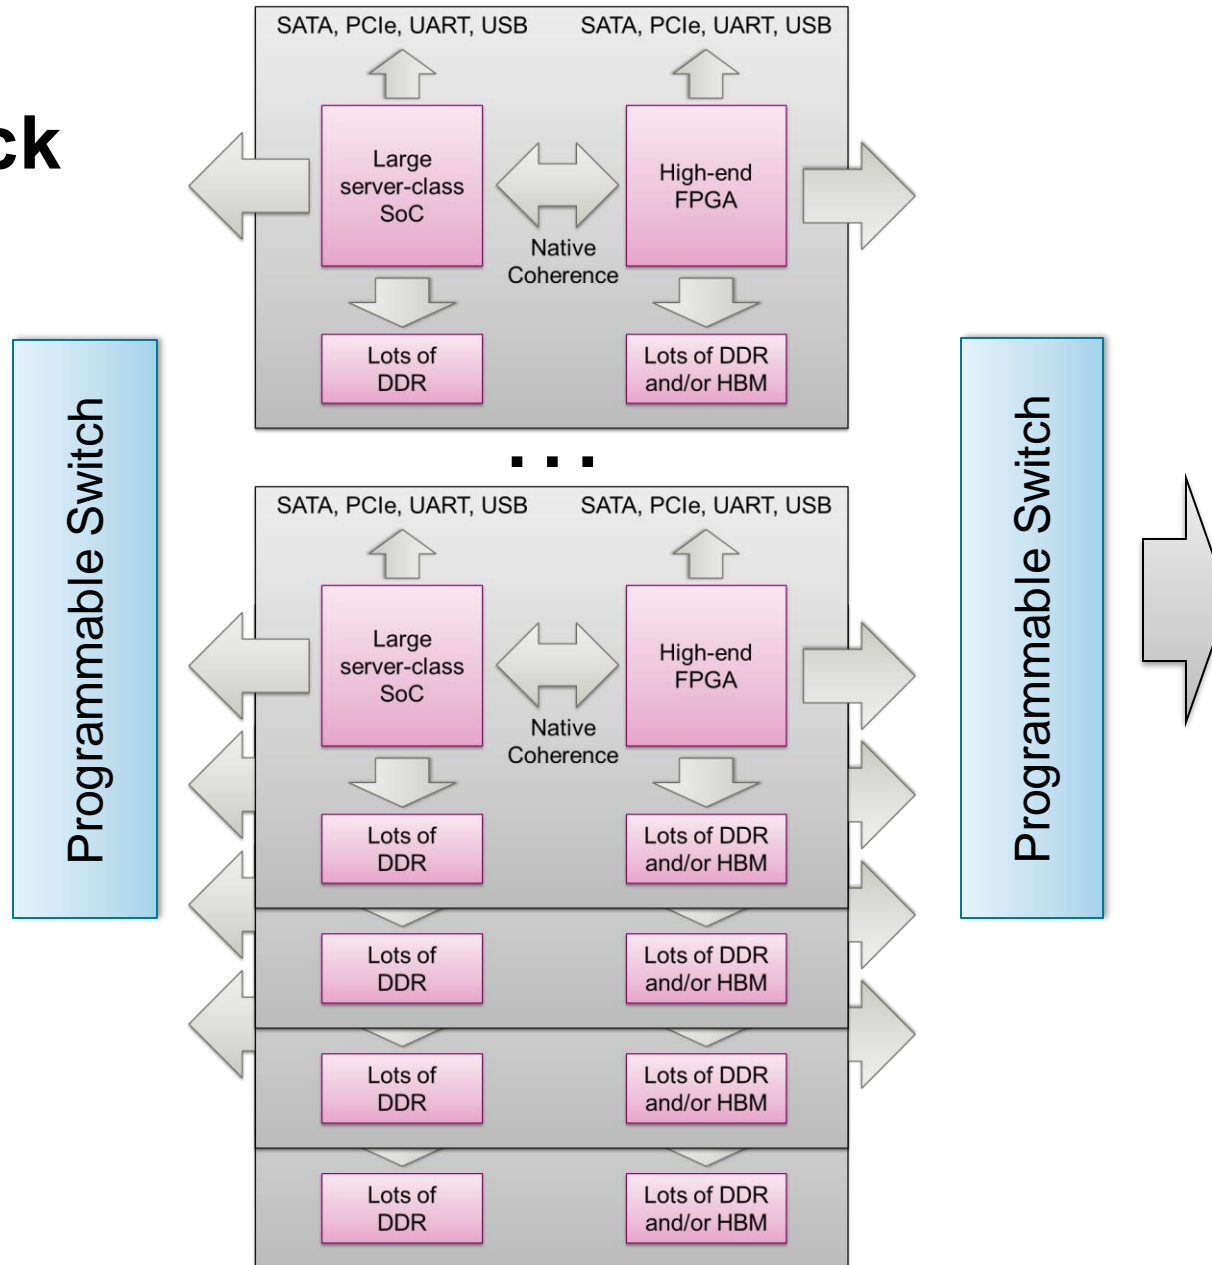 ck
SATA, PCIe, UART, USB
SATA, PCIe, UART, USB
Large
server-class
SoC
Native
Coherence
High-end
FPGA
Lots of
DDR
Lots of DDR
and/or HBM
Programmable Switch
Programmable Switch
...
SATA, PCIe, UART, USB
SATA, PCIe, UART, USB
Large
server-class
SoC
Native
Coherence
High-end
FPGA
Lots of
DDR
Lots of DDR
and/or HBM
Lots of
DDR
Lots of DDR
and/or HBM
Lots of
DDR
Lots of DDR
and/or HBM
Lots of
DDR
Lots of DDR
and/or HBM